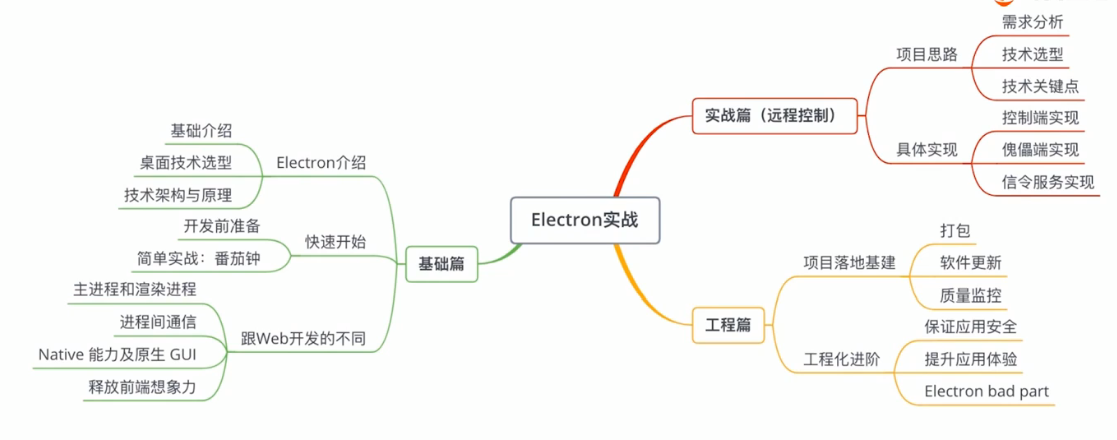 Electron实战
基础篇
Electron介绍
基础介绍
桌面技术选型
技术架构与原理
快速开始
开发前准备
简单实战：番茄钟
跟Web开发的不同
主进程和渲染进程
进程间通信
Native 能力及原生 GUI
释放前端想象力
实战篇（远程控制）
项目思路
需求分析
技术选型
技术关键点
具体实现
控制端实现
傀儡端实现
信令服务实现
工程篇
项目落地基建
打包
软件更新
质量监控
工程化进阶
保证应用安全
提升应用体验
Electron bad part